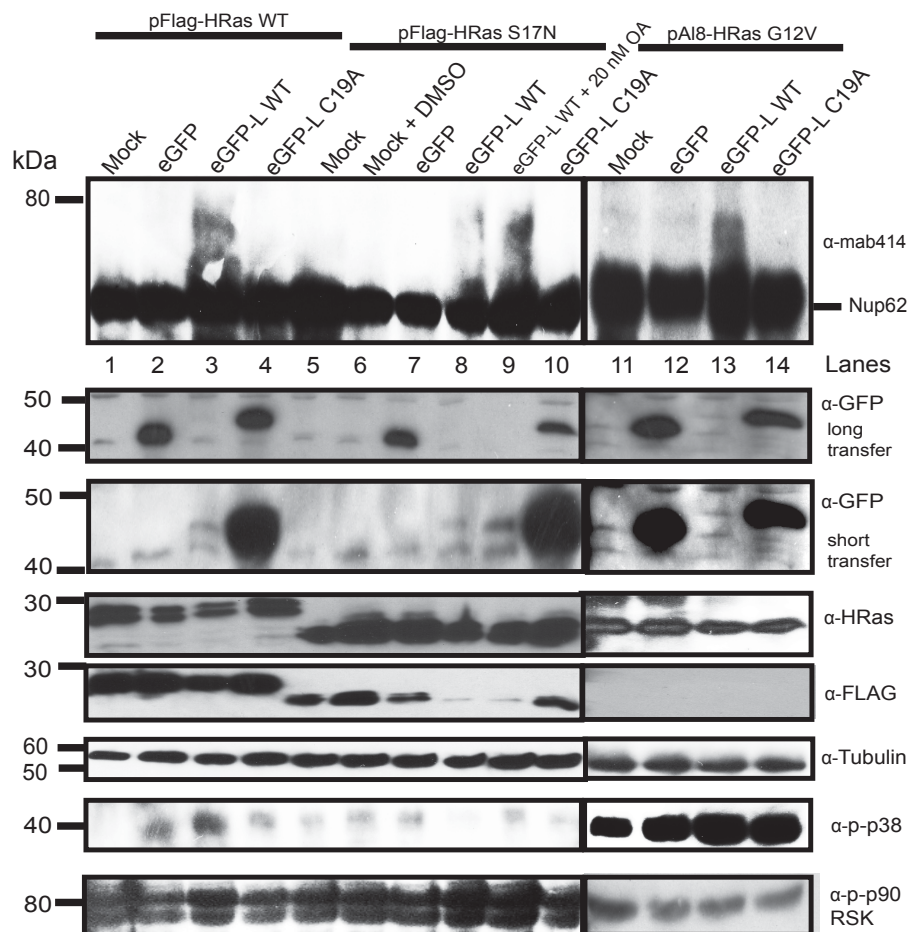 pFlag-HRas WT
pFlag-HRas S17N
pAl8-HRas G12V
Mock
eGFP
eGFP-L WT
eGFP-L C19A
Mock
Mock + DMSO
eGFP
eGFP-L WT
eGFP-L WT + 20 nM OA
eGFP-L C19A
Mock
eGFP
eGFP-L WT
eGFP-L C19A
kDa
80
α-mab414
Nup62
1 2 3 4 5 6 7 8 9 10 11 12 13 14 Lanes
50
40
α-GFP
long
transfer
50
40
α-GFP
short
transfer
30
α-HRas
30
α-FLAG
60
50
α-Tubulin
40
α-p-p38
80
α-p-p90
RSK